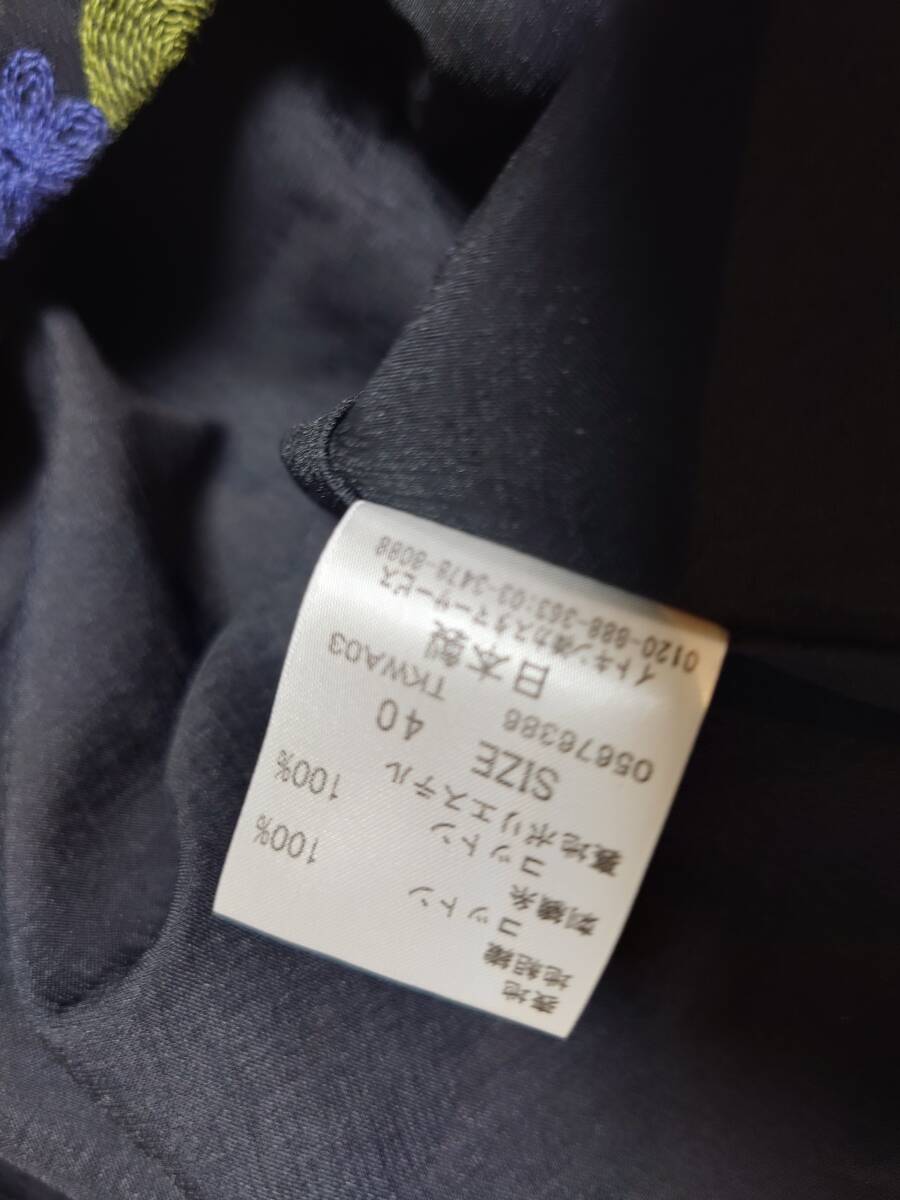 表地
地組織
コットン 100%
刺繍糸
コットン 100%
裏地ポリエステル
SIZE 40
05676386 TKWA03
日本製
イトキン㈱カスタマーサービス
0120-888-363:03-3478-8088